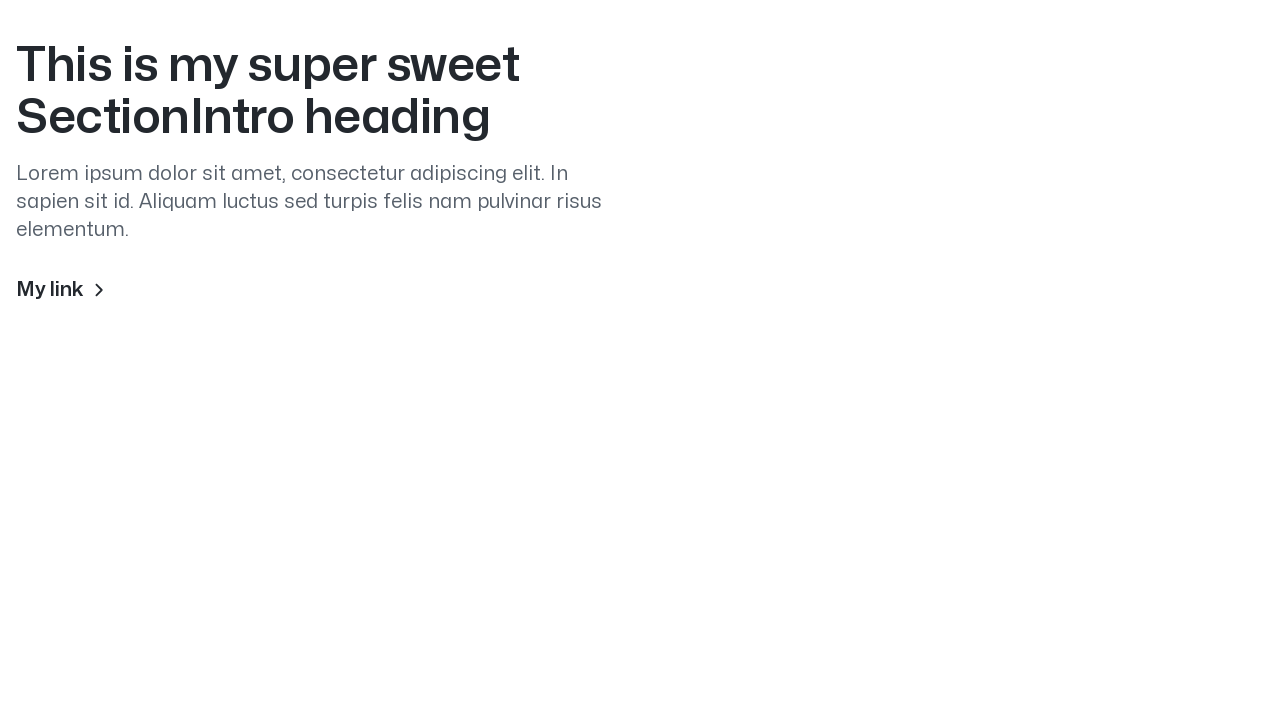 This is my super sweet
SectionIntro heading
Lorem ipsum dolor sit amet, consectetur adipiscing elit. In
sapien sit id. Aliquam luctus sed turpis felis nam pulvinar risus
elementum.
My link